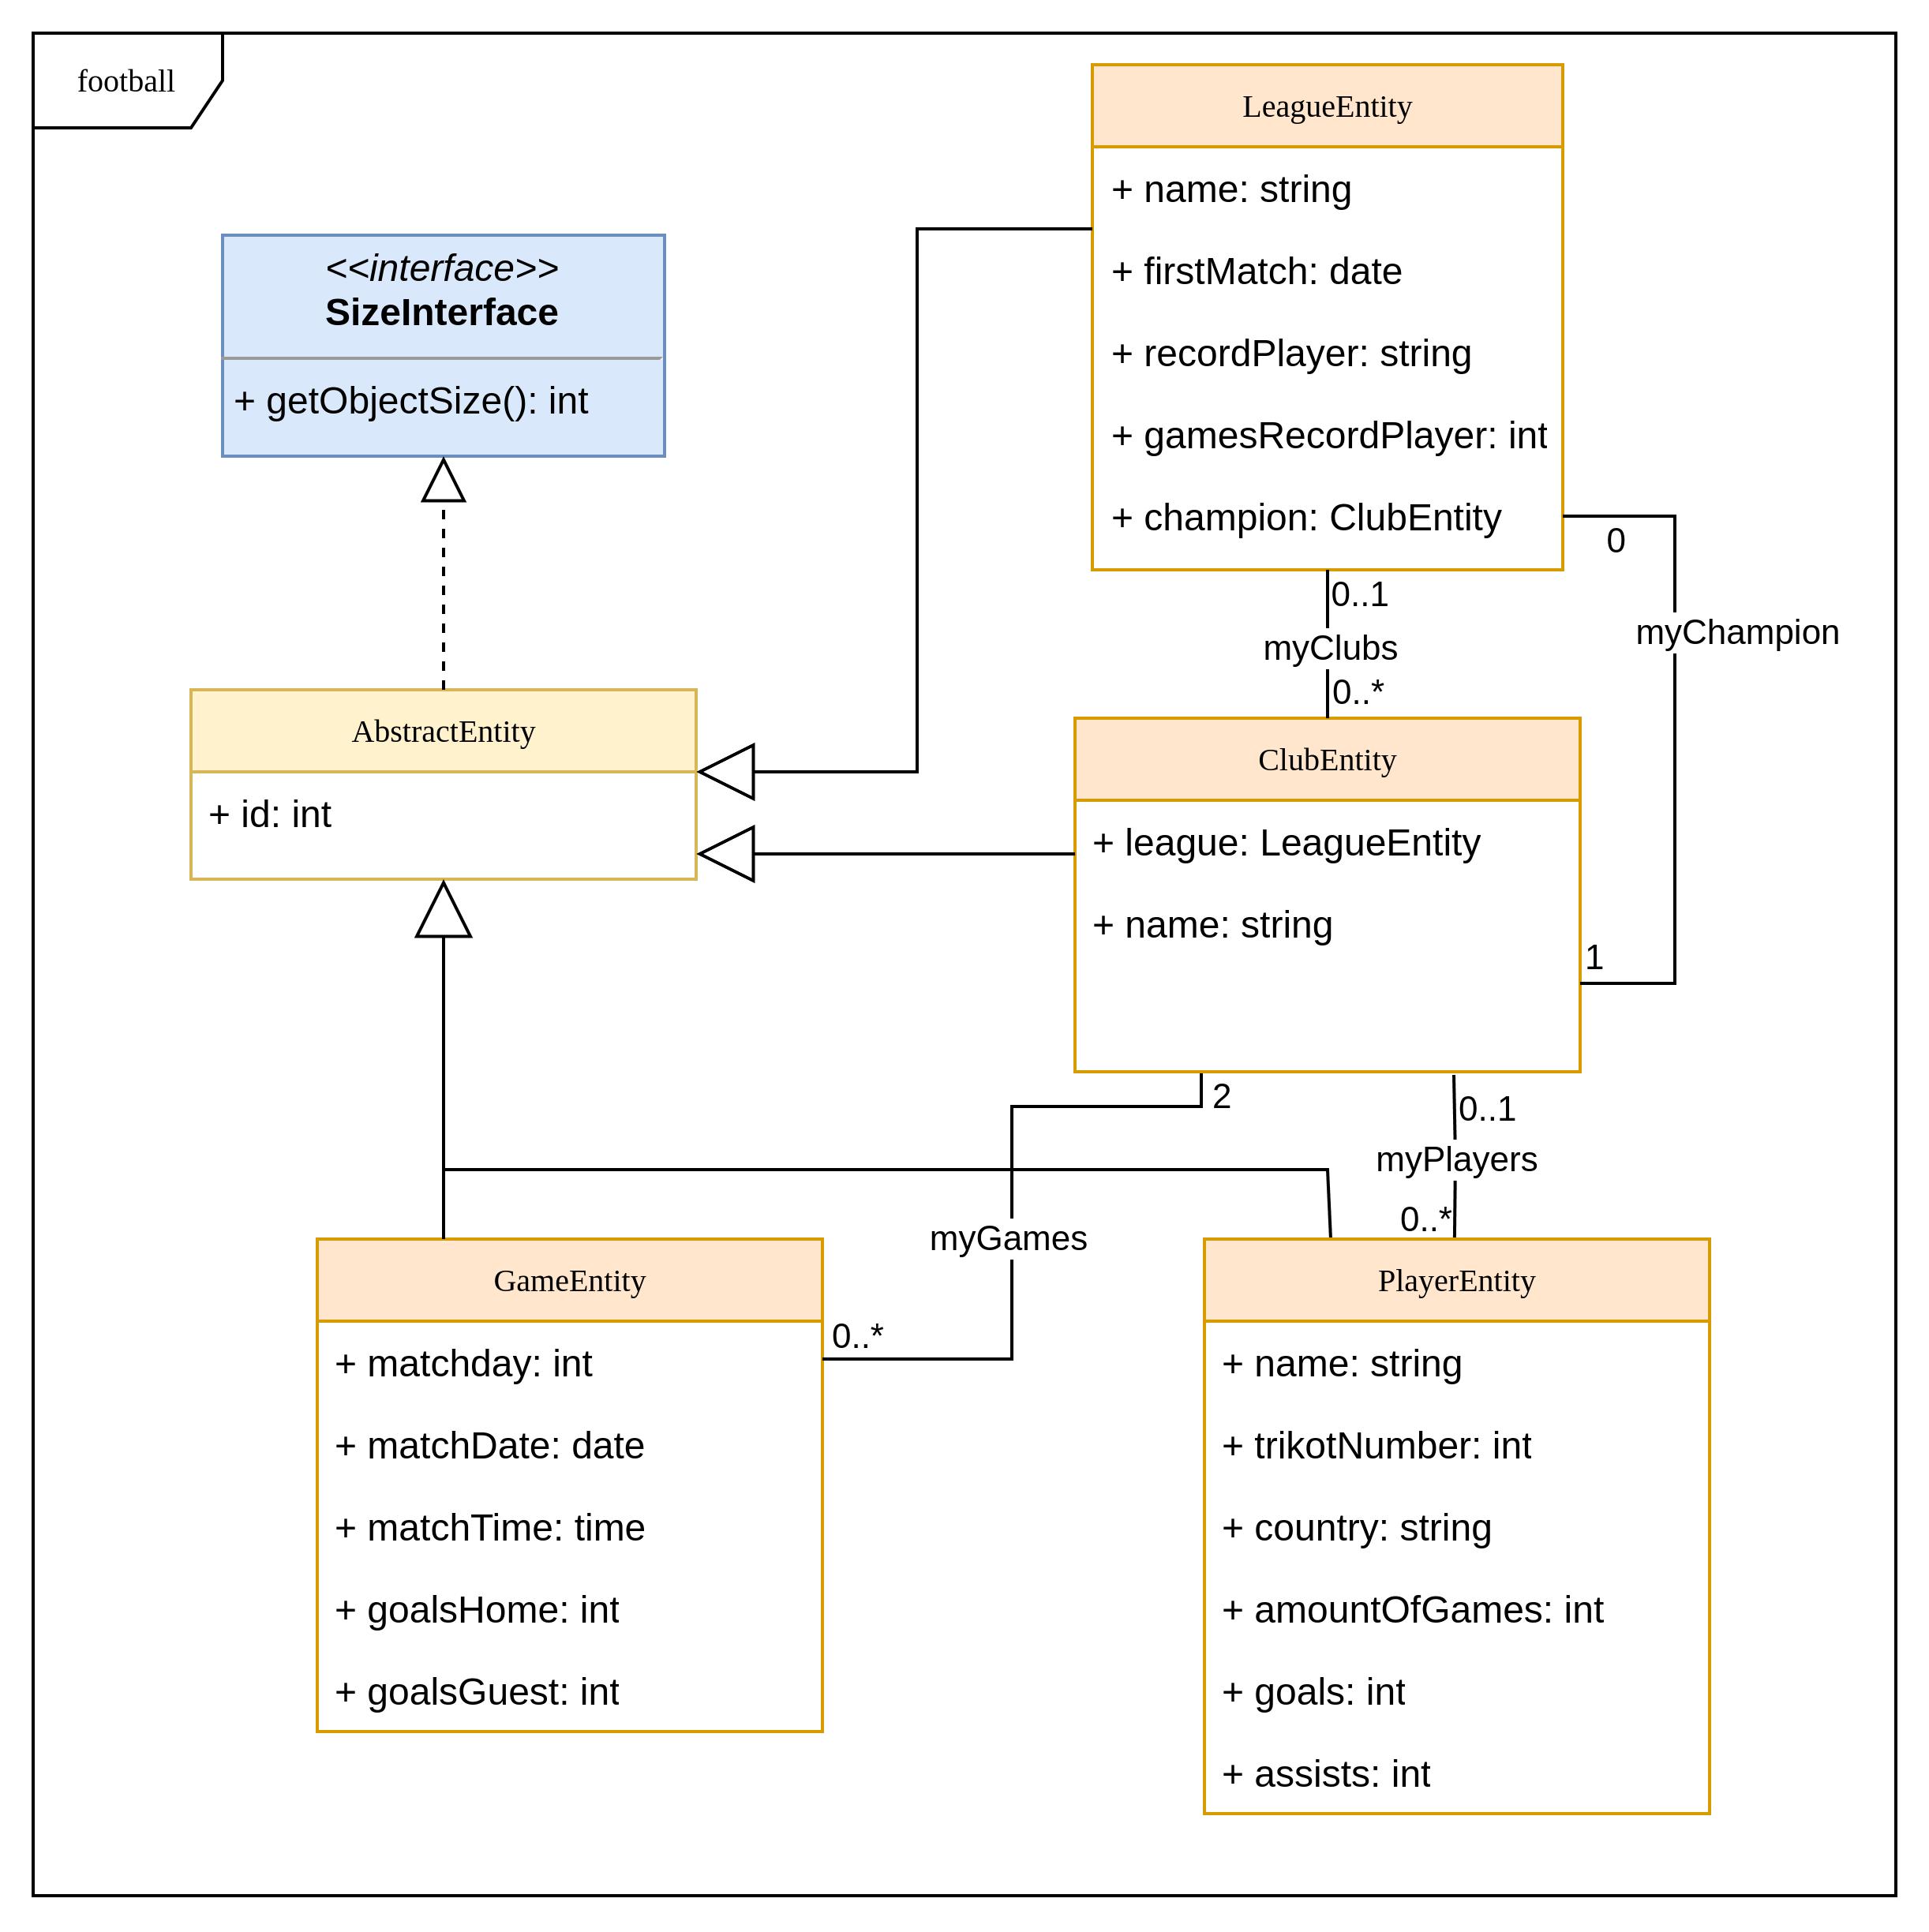 football
LeagueEntity
+ name: string
+ firstMatch: date
+ recordPlayer: string
+ gamesRecordPlayer: int
+ champion: ClubEntity
<<interface>>
SizeInterface
+ getObjectSize(): int
0
0..1
myChampion
myClubs
0..*
AbstractEntity
+ id: int
ClubEntity
+ league: LeagueEntity
+ name: string
1
2
0..1
myPlayers
0..*
myGames
0..*
GameEntity
+ matchday: int
+ matchDate: date
+ matchTime: time
+ goalsHome: int
+ goalsGuest: int
PlayerEntity
+ name: string
+ trikotNumber: int
+ country: string
+ amountOfGames: int
+ goals: int
+ assists: int